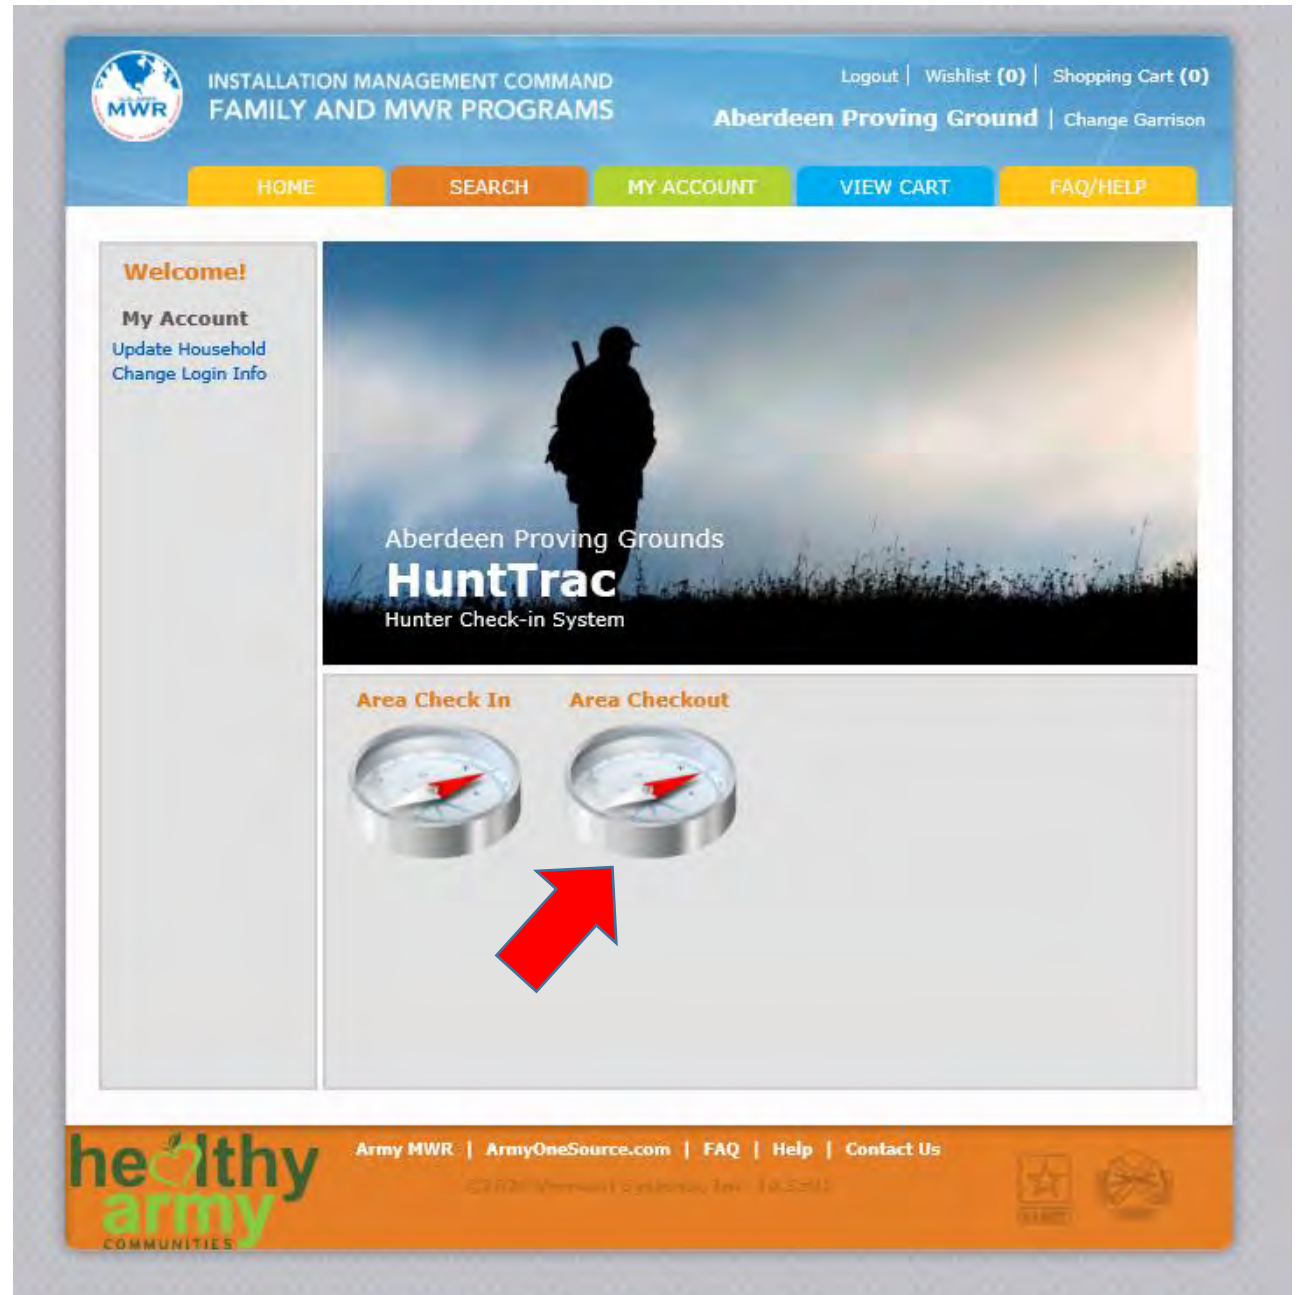 MWR
INSTALLATION MANAGEMENT COMMAND
FAMILY AND MWR PROGRAMS
Logout | Wishlist (0) | Shopping Cart (0)
Aberdeen Proving Ground | Change Garrison
HOME SEARCH MY ACCOUNT VIEW CART FAQ/HELP
Welcome!
My Account
Update Household
Change Login Info
Aberdeen Proving Grounds
HuntTrac
Hunter Check-in System
Area Check In Area Checkout
healthy
army
COMMUNITIES
Army MWR | ArmyOneSource.com | FAQ | Help | Contact Us